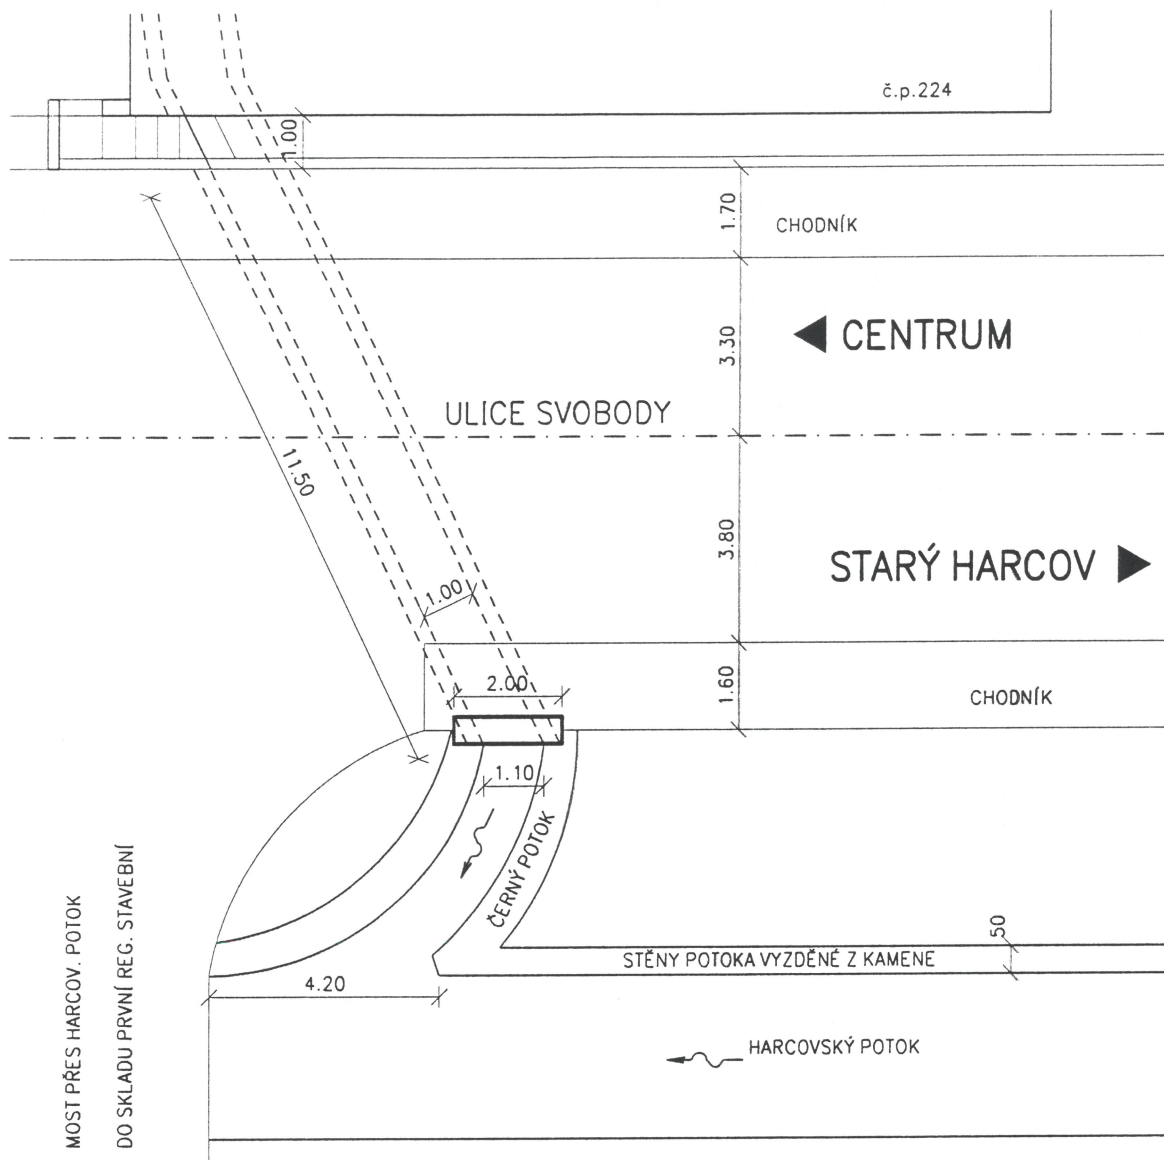 č.p.224
1.00
1.70
CHODNÍK
3.30
CENTRUM
ULICE SVOBODY
11.50
3.80
STARÝ HARCOV
1.00
2.00
1.60
CHODNÍK
1.10
ČERNÝ POTOK
50
STĚNY POTOKA VYZDĚNÉ Z KAMENE
4.20
HARCOVSKÝ POTOK
MOST PŘES HARCOV. POTOK
DO SKLADU PRVNÍ REG. STAVEBNÍ